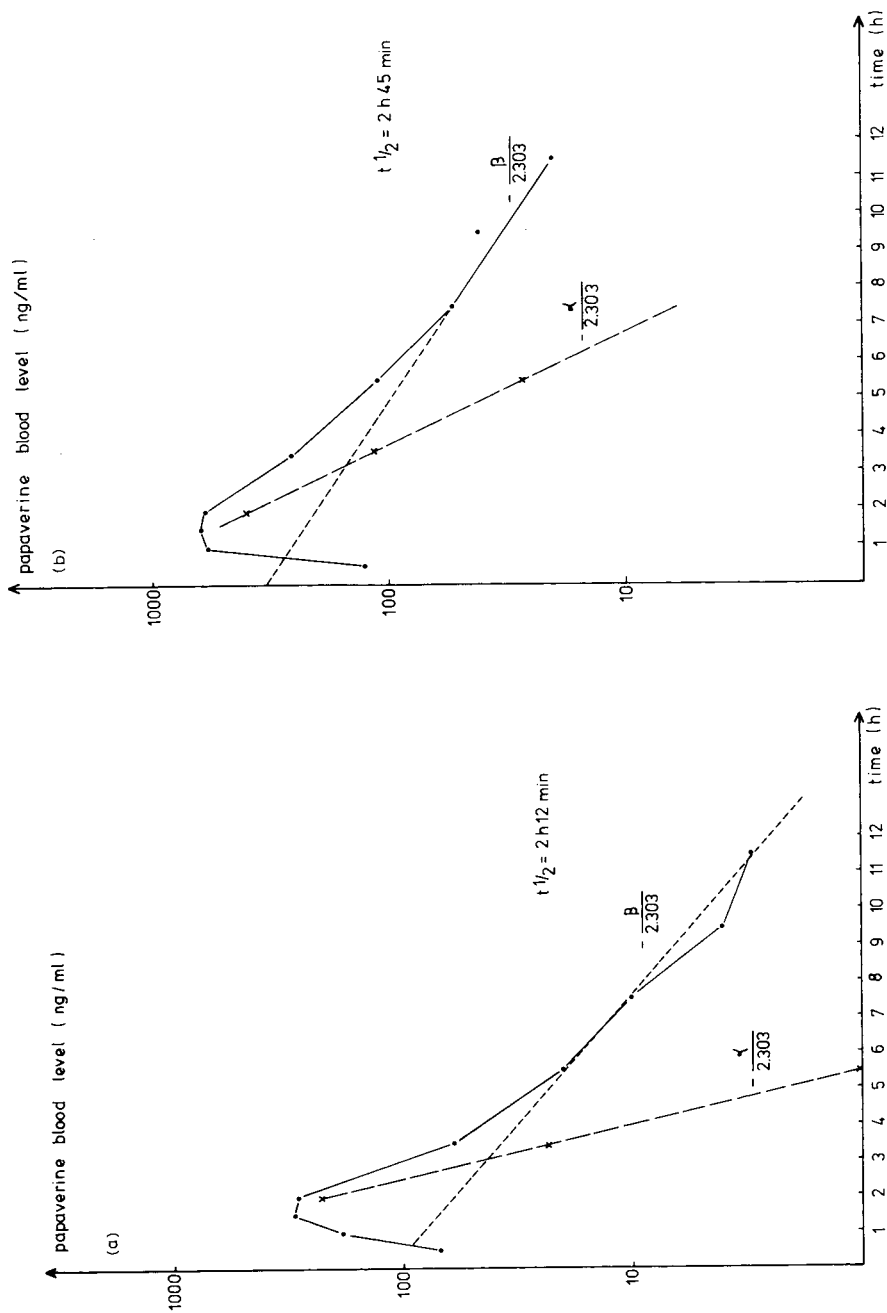 papaverine blood level (ng/ml)
(a)
1000
100
10
t 1/2 = 2 h 12 min
- β
2.303
- α
2.303
1 2 3 4 5 6 7 8 9 10 11 12
time (h)
papaverine blood level (ng/ml)
(b)
1000
100
10
t 1/2 = 2 h 45 min
- β
2.303
- α
2.303
1 2 3 4 5 6 7 8 9 10 11 12
time (h)